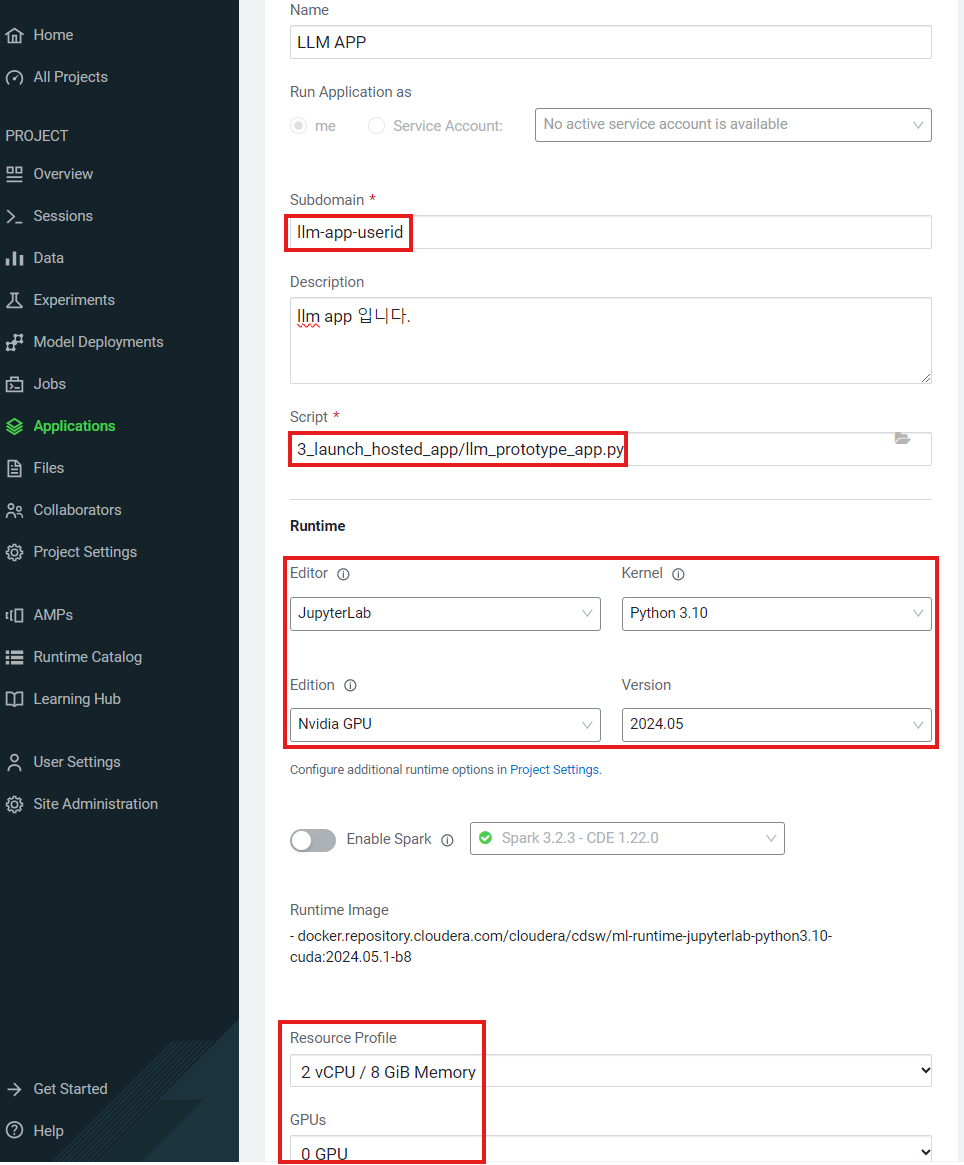 Home
All Projects
PROJECT
Overview
Sessions
Data
Experiments
Model Deployments
Jobs
Applications
Files
Collaborators
Project Settings
AMPs
Runtime Catalog
Learning Hub
User Settings
Site Administration
Get Started
Help
Name
LLM APP
Run Application as
me Service Account: No active service account is available
Subdomain *
llm-app-userid
Description
llm app 입니다.
Script *
3_launch_hosted_app/llm_prototype_app.py
Runtime
Editor Kernel
JupyterLab Python 3.10
Edition Version
Nvidia GPU 2024.05
Configure additional runtime options in Project Settings.
Enable Spark Spark 3.2.3 - CDE 1.22.0
Runtime Image
- docker.repository.cloudera.com/cloudera/cdsw/ml-runtime-jupyterlab-python3.10-
cuda:2024.05.1-b8
Resource Profile
2 vCPU / 8 GiB Memory
GPUs
0 GPU